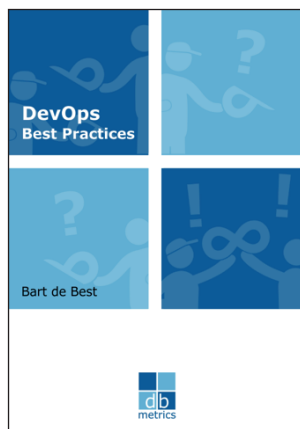 DevOps
Best Practices
?
?
! !
Bart de Best
db
metrics